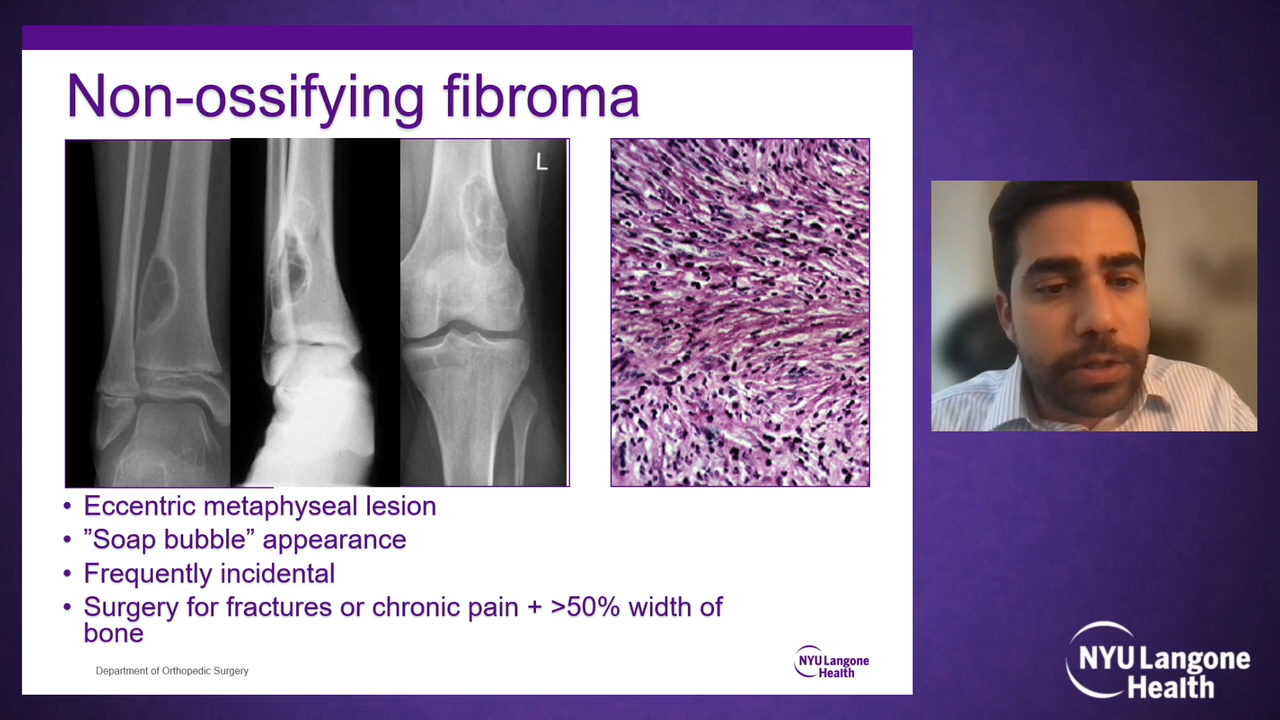 Non-ossifying fibroma
L
• Eccentric metaphyseal lesion
• ”Soap bubble” appearance
• Frequently incidental
• Surgery for fractures or chronic pain + >50% width of
bone
Department of Orthopedic Surgery
NYU Langone
Health
NYU Langone
Health